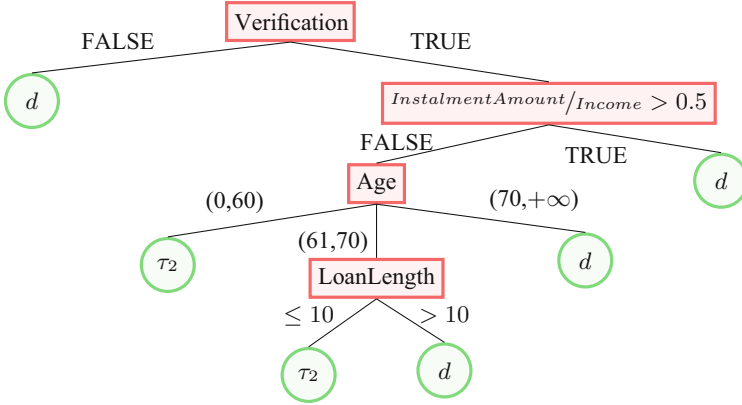 Verification
FALSE TRUE
d
InstalmentAmount/Income > 0.5
FALSE TRUE
Age
d
(0,60) (61,70) (70,+∞)
τ2
LoanLength
d
≤ 10 > 10
τ2 d